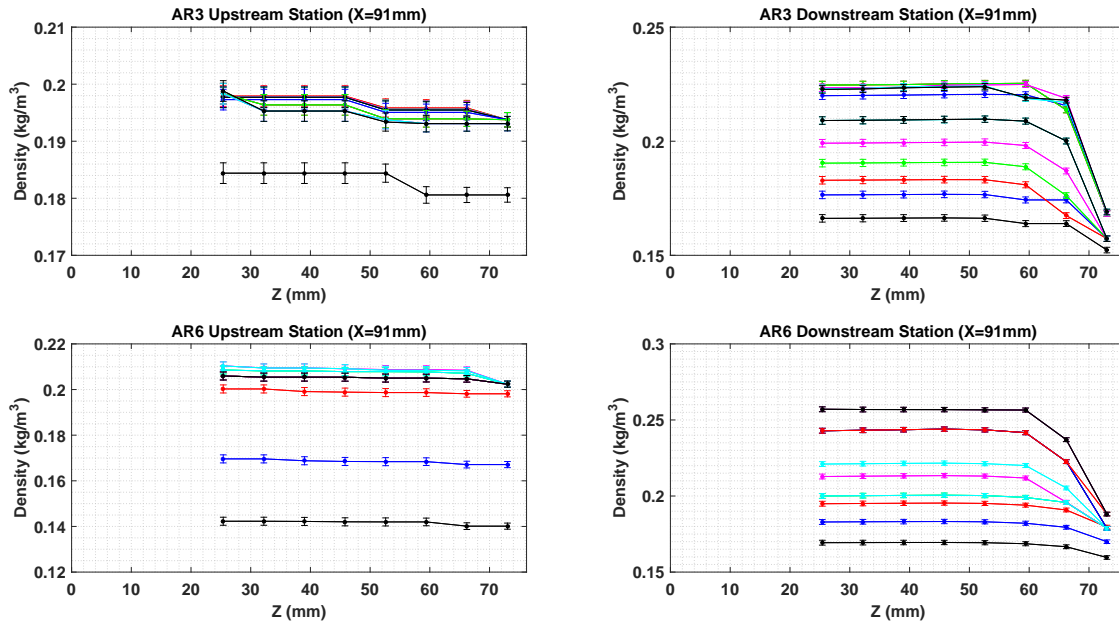 AR3 Upstream Station (X=91mm)
0.21
0.2
0.19
0.18
0.17
Density (kg/m³)
0 10 20 30 40 50 60 70
Z (mm)
AR3 Downstream Station (X=91mm)
0.25
0.2
0.15
Density (kg/m³)
0 10 20 30 40 50 60 70
Z (mm)
AR6 Upstream Station (X=91mm)
0.22
0.2
0.18
0.16
0.14
0.12
Density (kg/m³)
0 10 20 30 40 50 60 70
Z (mm)
AR6 Downstream Station (X=91mm)
0.3
0.25
0.2
0.15
Density (kg/m³)
0 10 20 30 40 50 60 70
Z (mm)